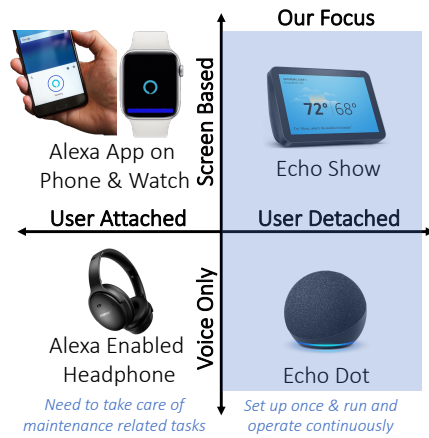 Our Focus
Screen Based
72° 68°
Alexa App on
Phone & Watch
Echo Show
User Attached
User Detached
Voice Only
Alexa Enabled
Headphone
Echo Dot
Need to take care of
maintenance related tasks
Set up once & run and
operate continuously